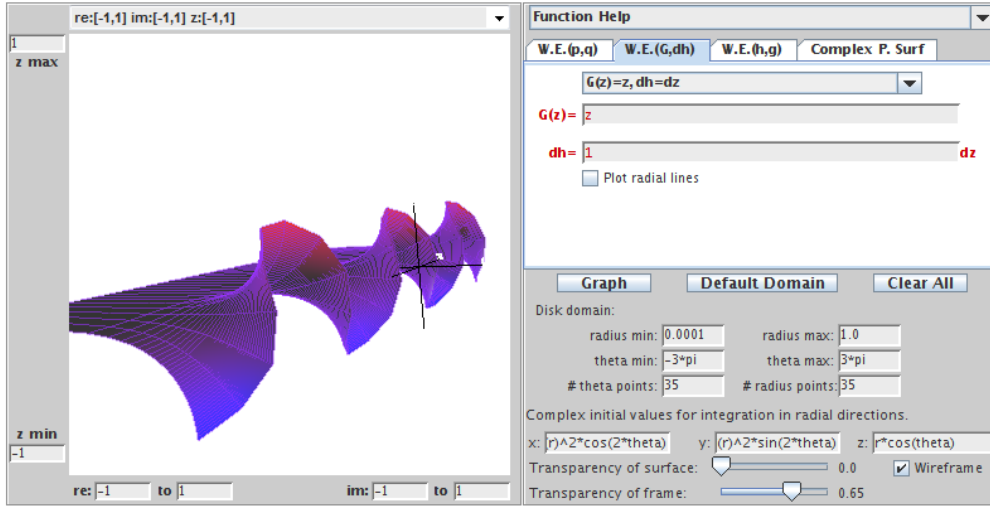 re:[-1,1] im:[-1,1] z:[-1,1]
1
z max
z min
-1
re: -1 to 1 im: -1 to 1
Function Help
W.E.(p,q) W.E.(G,dh) W.E.(h,g) Complex P. Surf
G(z)=z, dh=dz
G(z)= z
dh= 1 dz
Plot radial lines
Graph Default Domain Clear All
Disk domain:
radius min: 0.0001 radius max: 1.0
theta min: -3*pi theta max: 3*pi
# theta points: 35 # radius points: 35
Complex initial values for integration in radial directions.
x: (r)^2*cos(2*theta) y: (r)^2*sin(2*theta) z: r*cos(theta)
Transparency of surface: 0.0 Wireframe
Transparency of frame: 0.65